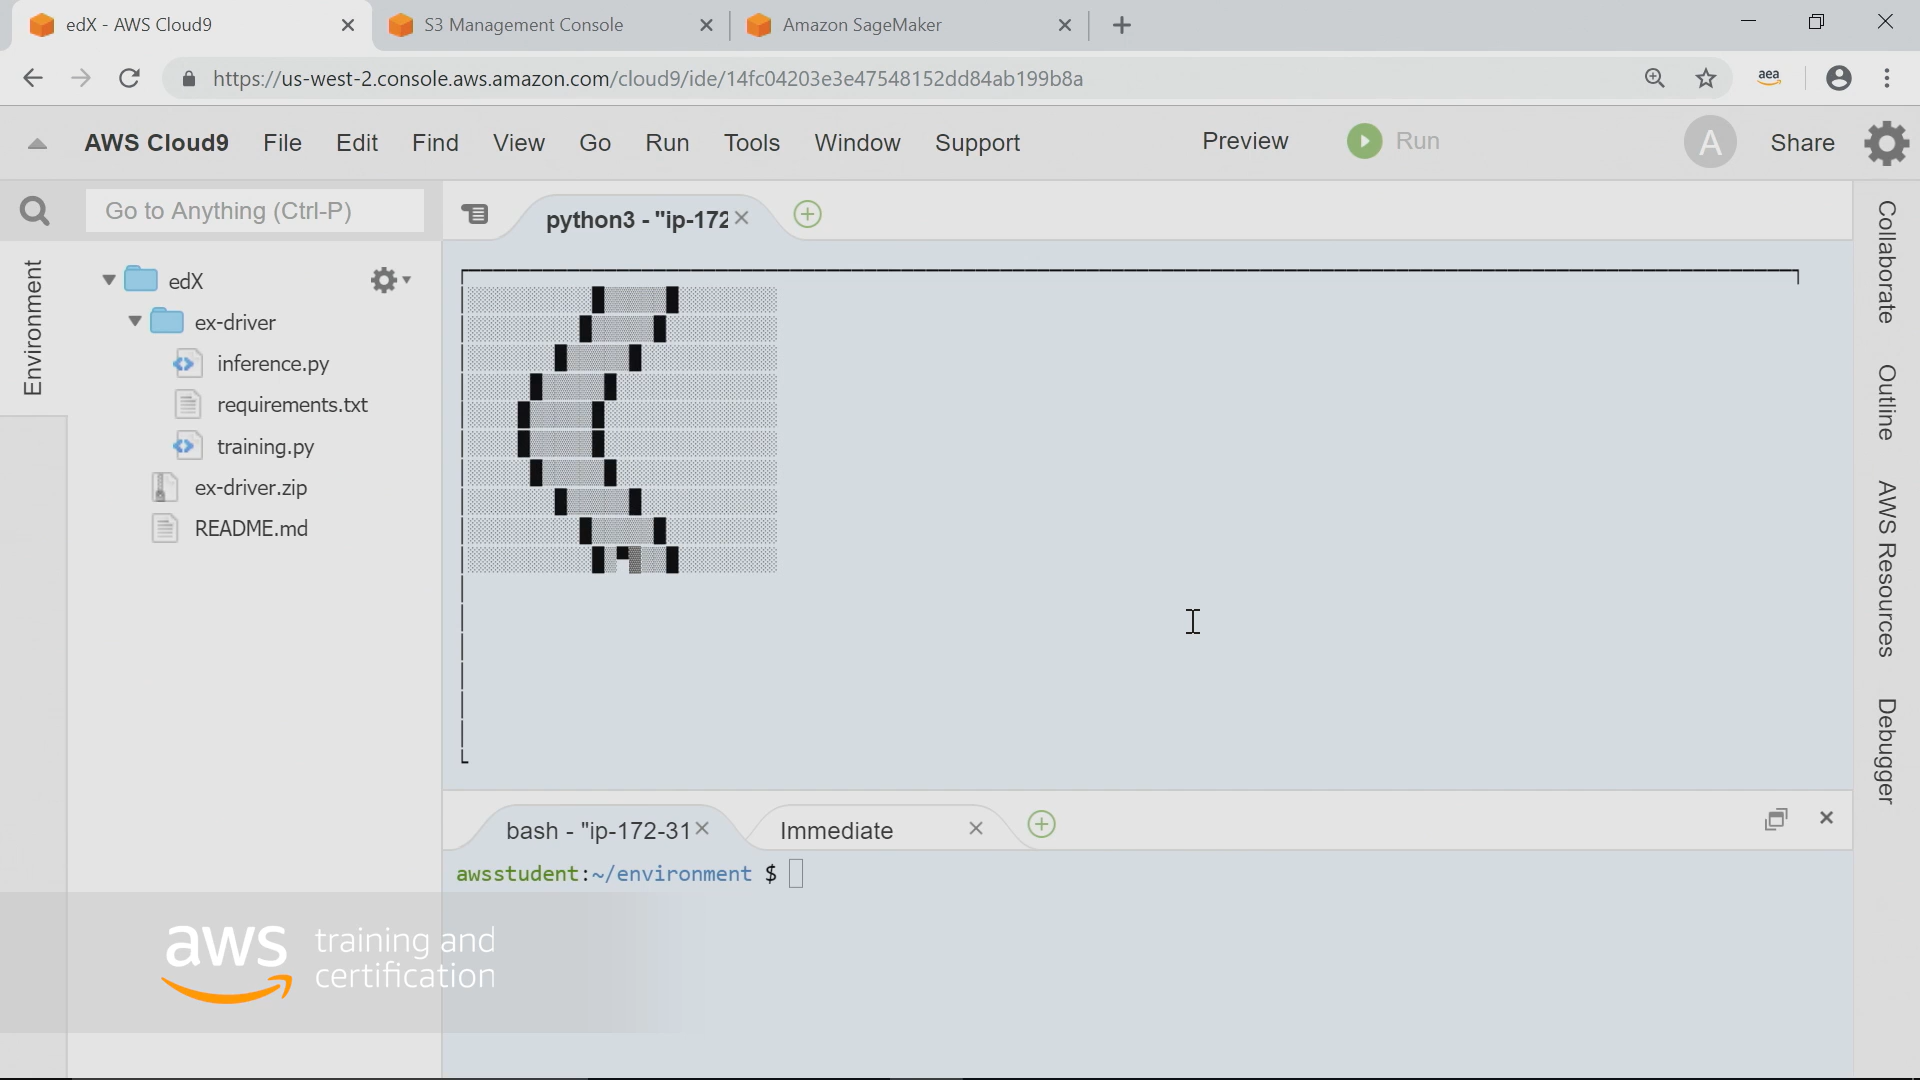 edX - AWS Cloud9
S3 Management Console
Amazon SageMaker
https://us-west-2.console.aws.amazon.com/cloud9/ide/14fc04203e3e47548152dd84ab199b8a
aea
AWS Cloud9 File Edit Find View Go Run Tools Window Support Preview Run A Share
Go to Anything (Ctrl-P)
python3 - "ip-172
Environment
edX
ex-driver
inference.py
requirements.txt
training.py
ex-driver.zip
README.md
Collaborate
Outline
AWS Resources
Debugger
bash - "ip-172-31
Immediate
awsstudent:~/environment $
aws training and
certification